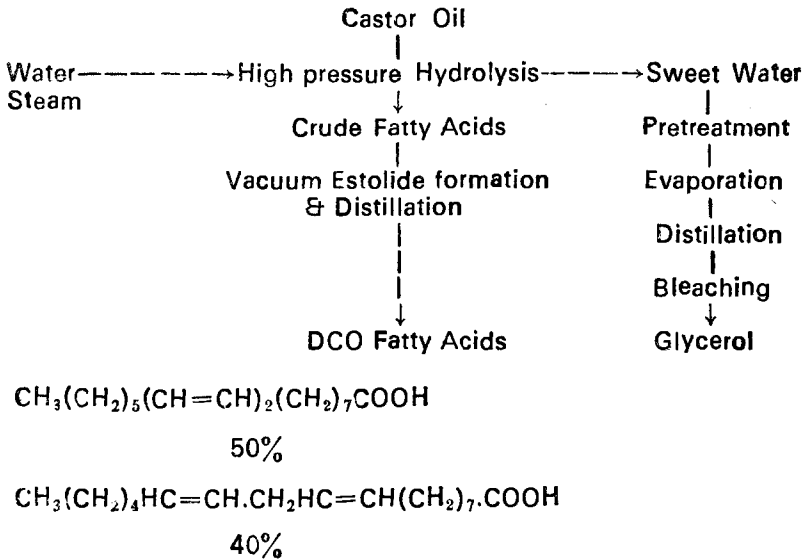 Castor Oil
Water --------→ High pressure Hydrolysis ------→ Sweet Water
Steam
Crude Fatty Acids Pretreatment
Vacuum Estolide formation Evaporation
& Distillation
Distillation
Bleaching
DCO Fatty Acids Glycerol
CH₃(CH₂)₅(CH=CH)₂(CH₂)₇COOH
50%
CH₃(CH₂)₄HC=CH.CH₂HC=CH(CH₂)₇.COOH
40%